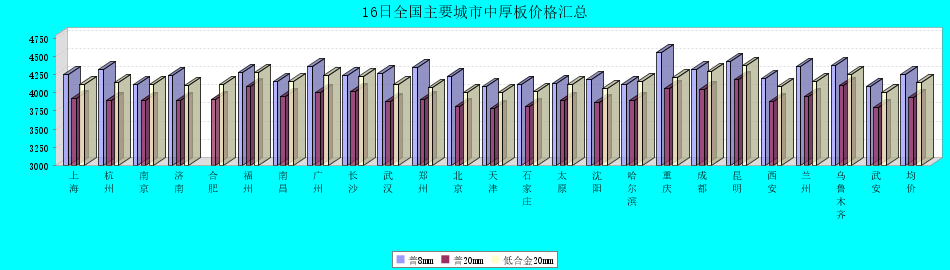 16日全国主要城市中厚板价格汇总
4750
4500
4250
4000
3750
3500
3250
3000
上海
杭州
南京
济南
合肥
福州
南昌
广州
长沙
武汉
郑州
北京
天津
石家庄
太原
沈阳
哈尔滨
重庆
成都
昆明
西安
兰州
乌鲁木齐
武安
均价
普8mm 普20mm 低合金20mm